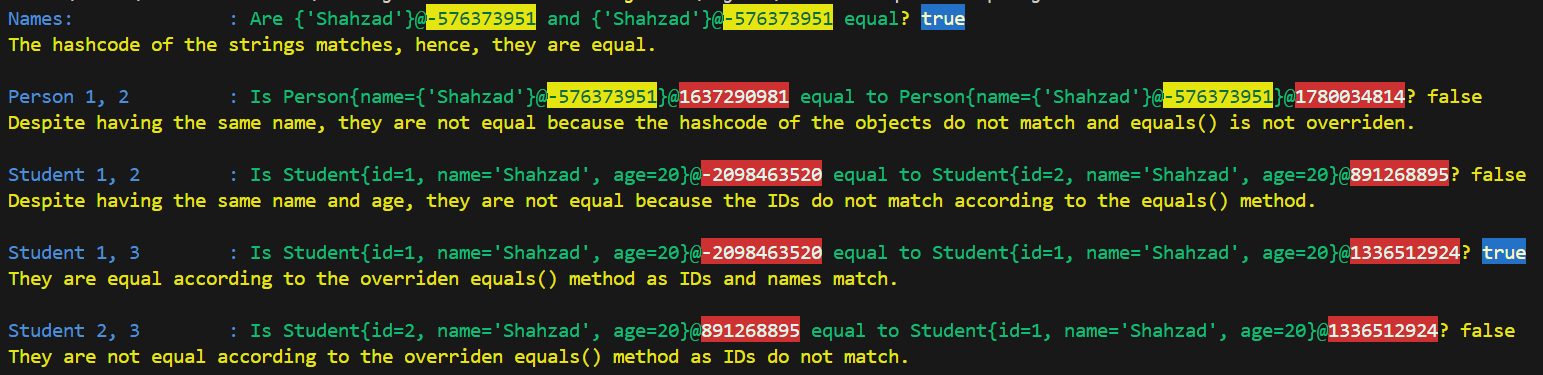 Names:              : Are {'Shahzad'}@-576373951 and {'Shahzad'}@-576373951 equal? true
The hashcode of the strings matches, hence, they are equal.
Person 1, 2         : Is Person{name={'Shahzad'}@-576373951}@1637290981 equal to Person{name={'Shahzad'}@-576373951}@1780034814? false
Despite having the same name, they are not equal because the hashcode of the objects do not match and equals() is not overriden.
Student 1, 2        : Is Student{id=1, name='Shahzad', age=20}@-2098463520 equal to Student{id=2, name='Shahzad', age=20}@891268895? false
Despite having the same name and age, they are not equal because the IDs do not match according to the equals() method.
Student 1, 3        : Is Student{id=1, name='Shahzad', age=20}@-2098463520 equal to Student{id=1, name='Shahzad', age=20}@1336512924? true
They are equal according to the overriden equals() method as IDs and names match.
Student 2, 3        : Is Student{id=2, name='Shahzad', age=20}@891268895 equal to Student{id=1, name='Shahzad', age=20}@1336512924? false
They are not equal according to the overriden equals() method as IDs do not match.